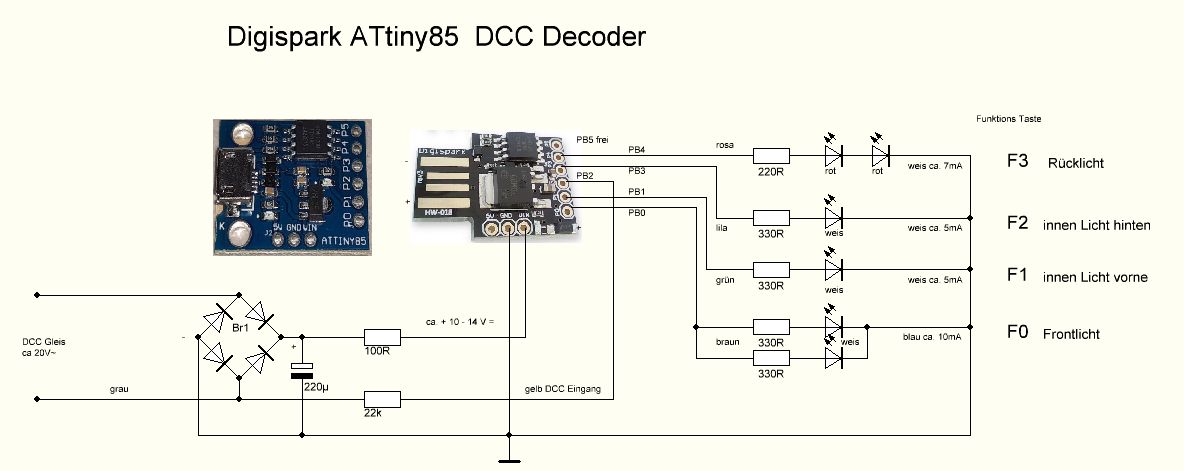 Digispark ATtiny85 DCC Decoder
Funktions Taste
PB5 frei
PB4
rosa
220R
rot
rot
weis ca. 7mA
F3 Rücklicht
PB3
lila
330R
weis
weis ca. 5mA
F2 innen Licht hinten
PB2
PB1
grün
330R
weis
weis ca. 5mA
F1 innen Licht vorne
PB0
braun
330R
weis
330R
blau ca. 10mA
F0 Frontlicht
P5
P4
P3
P2
P1
P0
K
J2
5V GND VIN
ATTINY85
Digispark
rev3
HW-018
5V GND VIN
-
+
+
DCC Gleis
ca 20V~
grau
Br1
-
+
220µ
100R
ca. + 10 - 14 V =
22k
gelb DCC Eingang